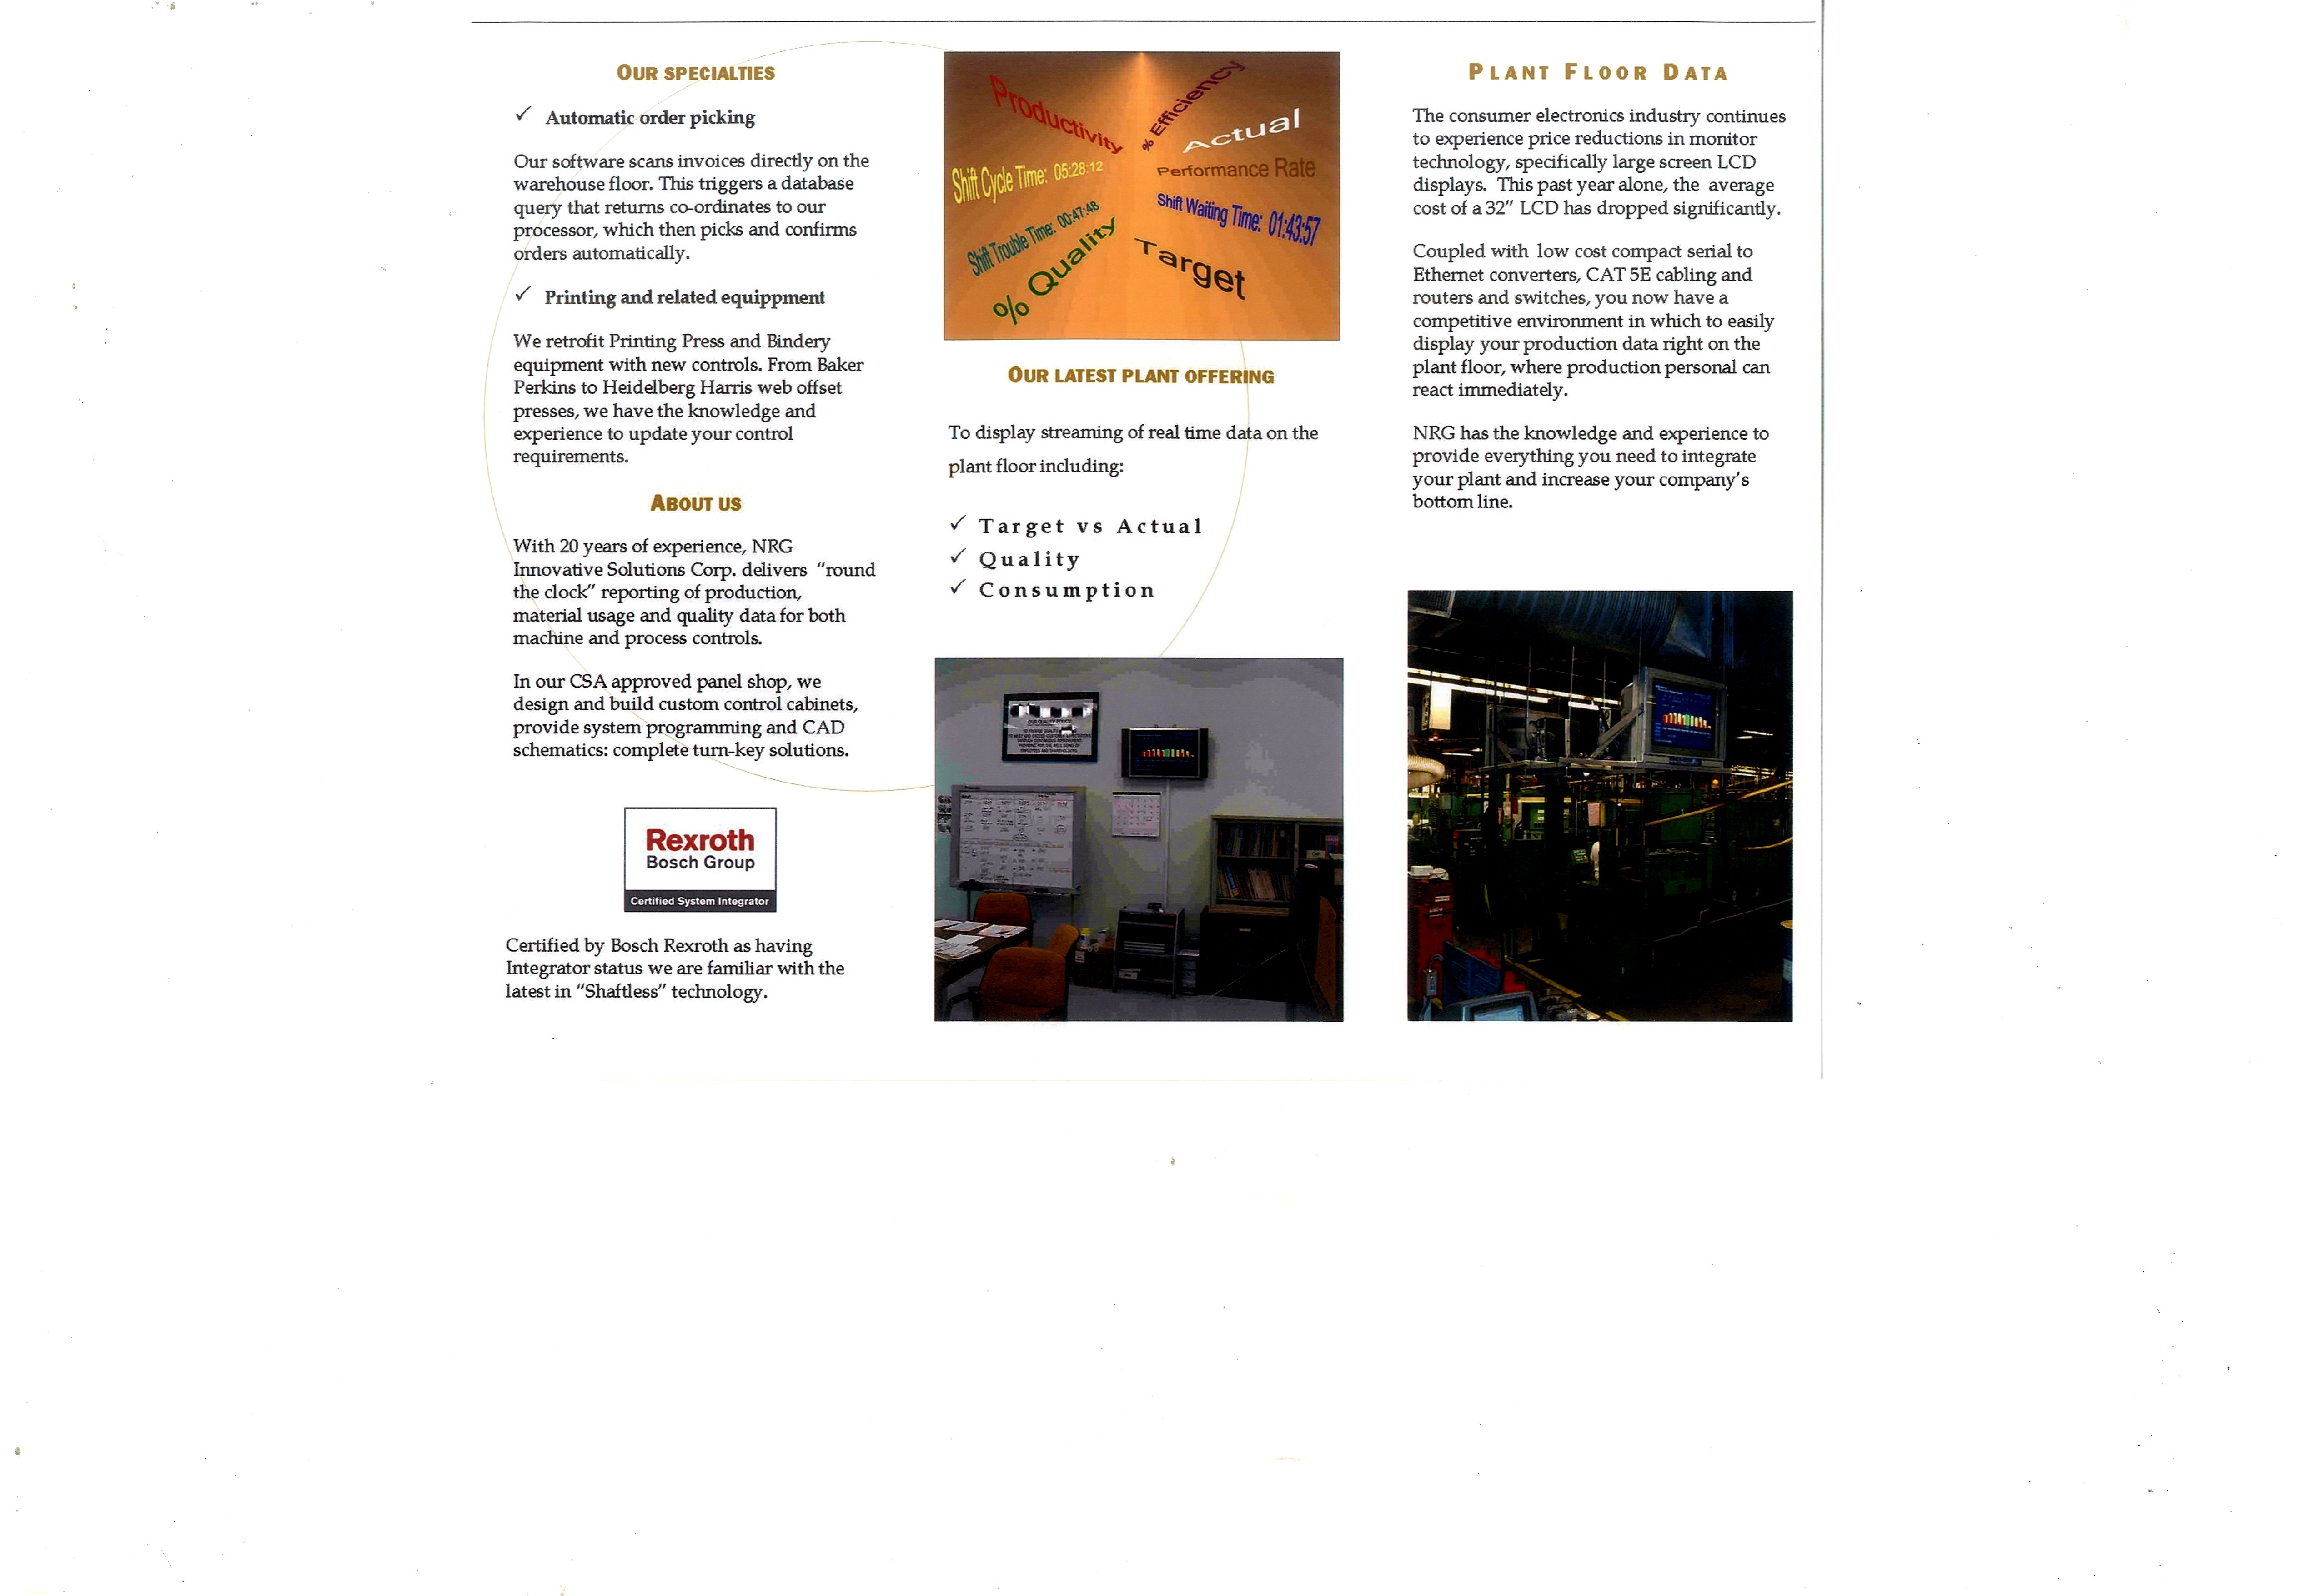 OUR SPECIALTIES
✓ Automatic order picking
Our software scans invoices directly on the
warehouse floor. This triggers a database
query that returns co-ordinates to our
processor, which then picks and confirms
orders automatically.
✓ Printing and related equippment
We retrofit Printing Press and Bindery
equipment with new controls. From Baker
Perkins to Heidelberg Harris web offset
presses, we have the knowledge and
experience to update your control
requirements.
ABOUT US
With 20 years of experience, NRG
Innovative Solutions Corp. delivers “round
the clock” reporting of production,
material usage and quality data for both
machine and process controls.
In our CSA approved panel shop, we
design and build custom control cabinets,
provide system programming and CAD
schematics: complete turn-key solutions.
Rexroth
Bosch Group
Certified System Integrator
Certified by Bosch Rexroth as having
Integrator status we are familiar with the
latest in “Shaftless” technology.
Productivity
% Efficiency
Actual
Shift Cycle Time: 05:28:12
Performance Rate
Shift Waiting Time: 01:43:57
Shift Trouble Time: 00:47:48
% Quality
Target
OUR LATEST PLANT OFFERING
To display streaming of real time data on the
plant floor including:
✓ Target vs Actual
✓ Quality
✓ Consumption
OUR QUALITY POLICY
PLANT FLOOR DATA
The consumer electronics industry continues
to experience price reductions in monitor
technology, specifically large screen LCD
displays. This past year alone, the average
cost of a 32” LCD has dropped significantly.
Coupled with low cost compact serial to
Ethernet converters, CAT 5E cabling and
routers and switches, you now have a
competitive environment in which to easily
display your production data right on the
plant floor, where production personal can
react immediately.
NRG has the knowledge and experience to
provide everything you need to integrate
your plant and increase your company’s
bottom line.